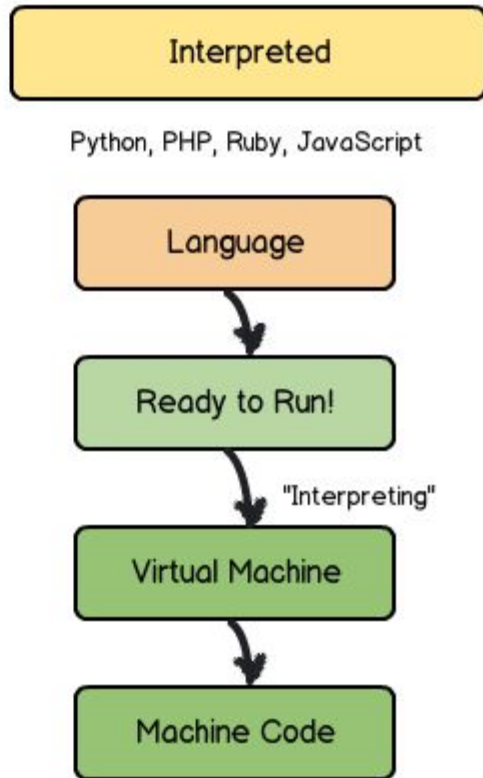 Interpreted
Python, PHP, Ruby, JavaScript
Language
Ready to Run!
"Interpreting"
Virtual Machine
Machine Code